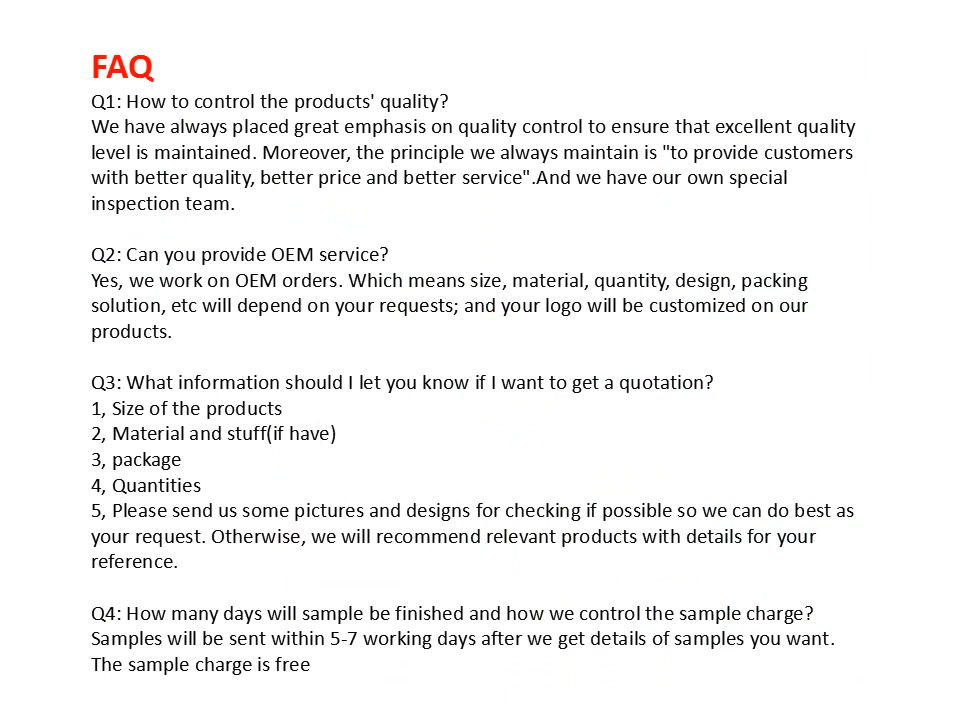 FAQ
Q1: How to control the products' quality?
We have always placed great emphasis on quality control to ensure that excellent quality
level is maintained. Moreover, the principle we always maintain is "to provide customers
with better quality, better price and better service".And we have our own special
inspection team.
Q2: Can you provide OEM service?
Yes, we work on OEM orders. Which means size, material, quantity, design, packing
solution, etc will depend on your requests; and your logo will be customized on our
products.
Q3: What information should I let you know if I want to get a quotation?
1, Size of the products
2, Material and stuff(if have)
3, package
4, Quantities
5, Please send us some pictures and designs for checking if possible so we can do best as
your request. Otherwise, we will recommend relevant products with details for your
reference.
Q4: How many days will sample be finished and how we control the sample charge?
Samples will be sent within 5-7 working days after we get details of samples you want.
The sample charge is free